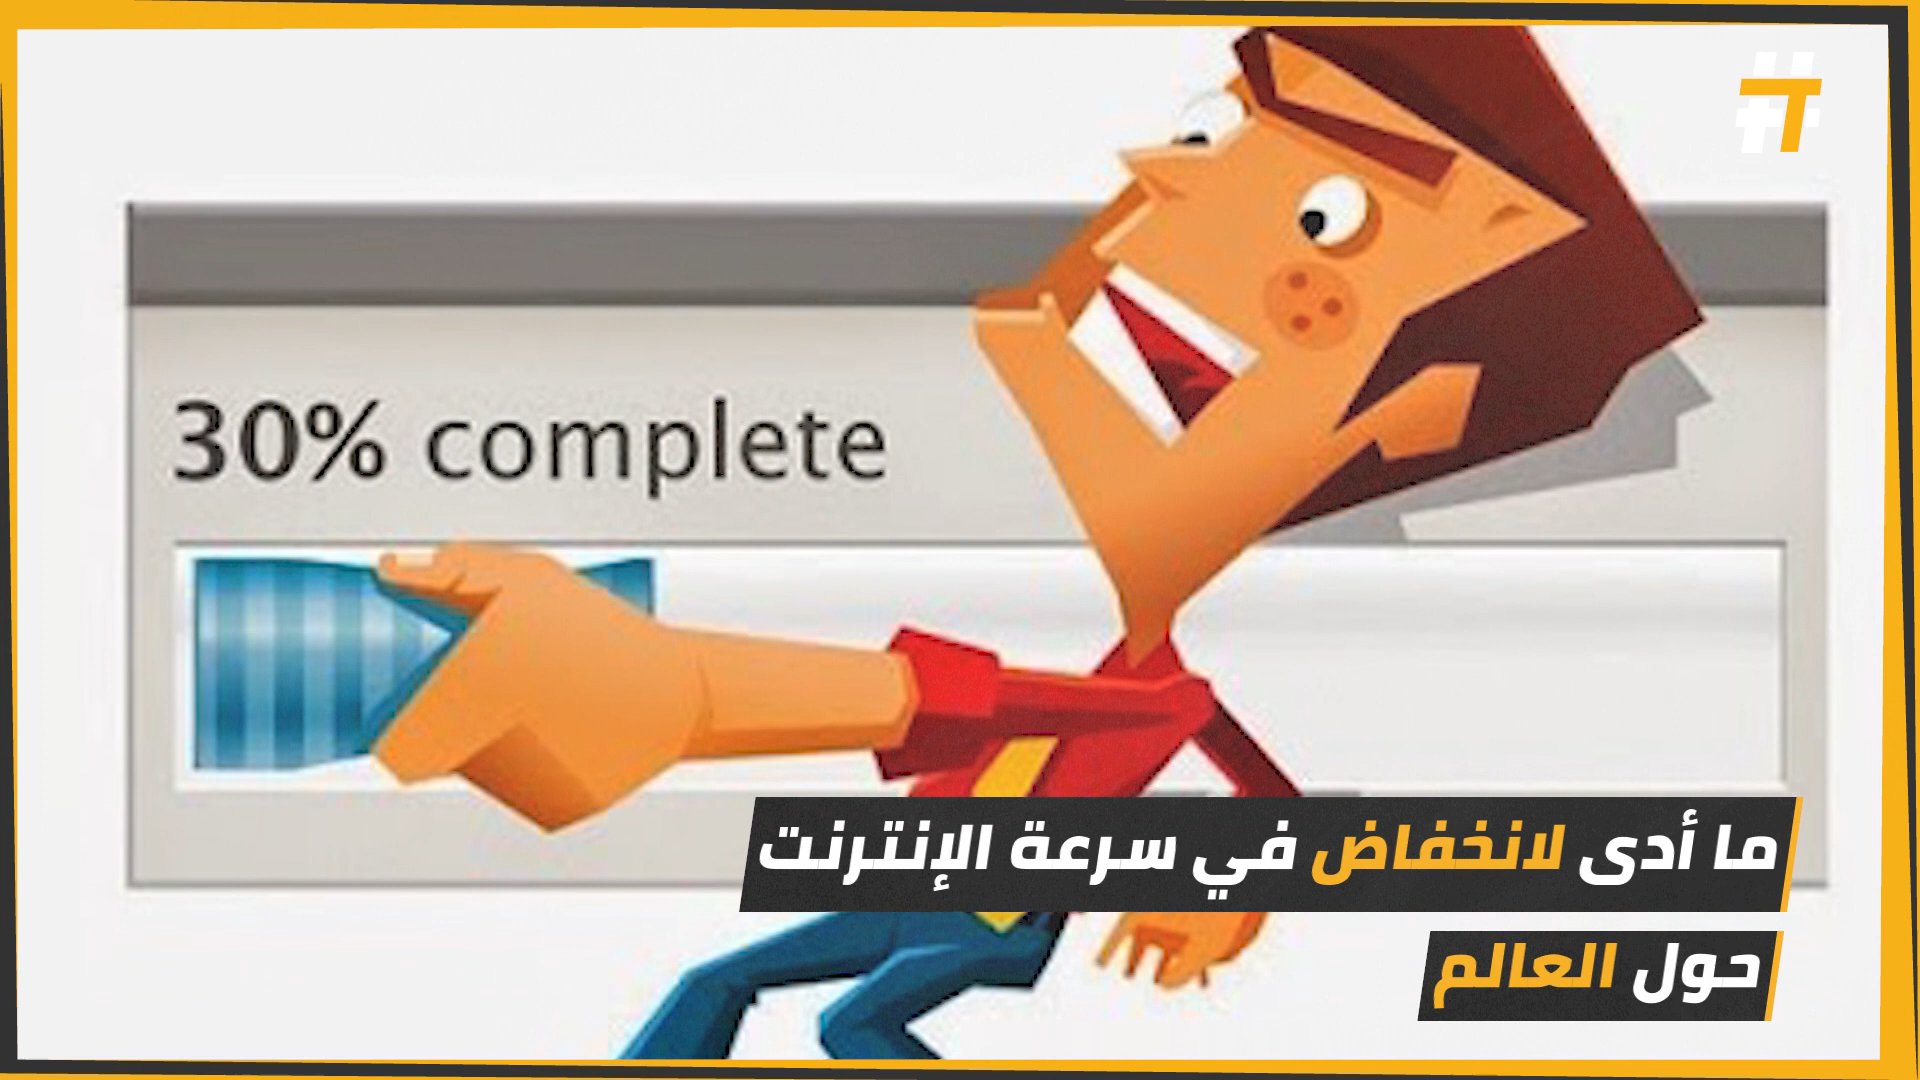 30% complete
ما أدى لانخفاض في سرعة الإنترنت
حول العالم